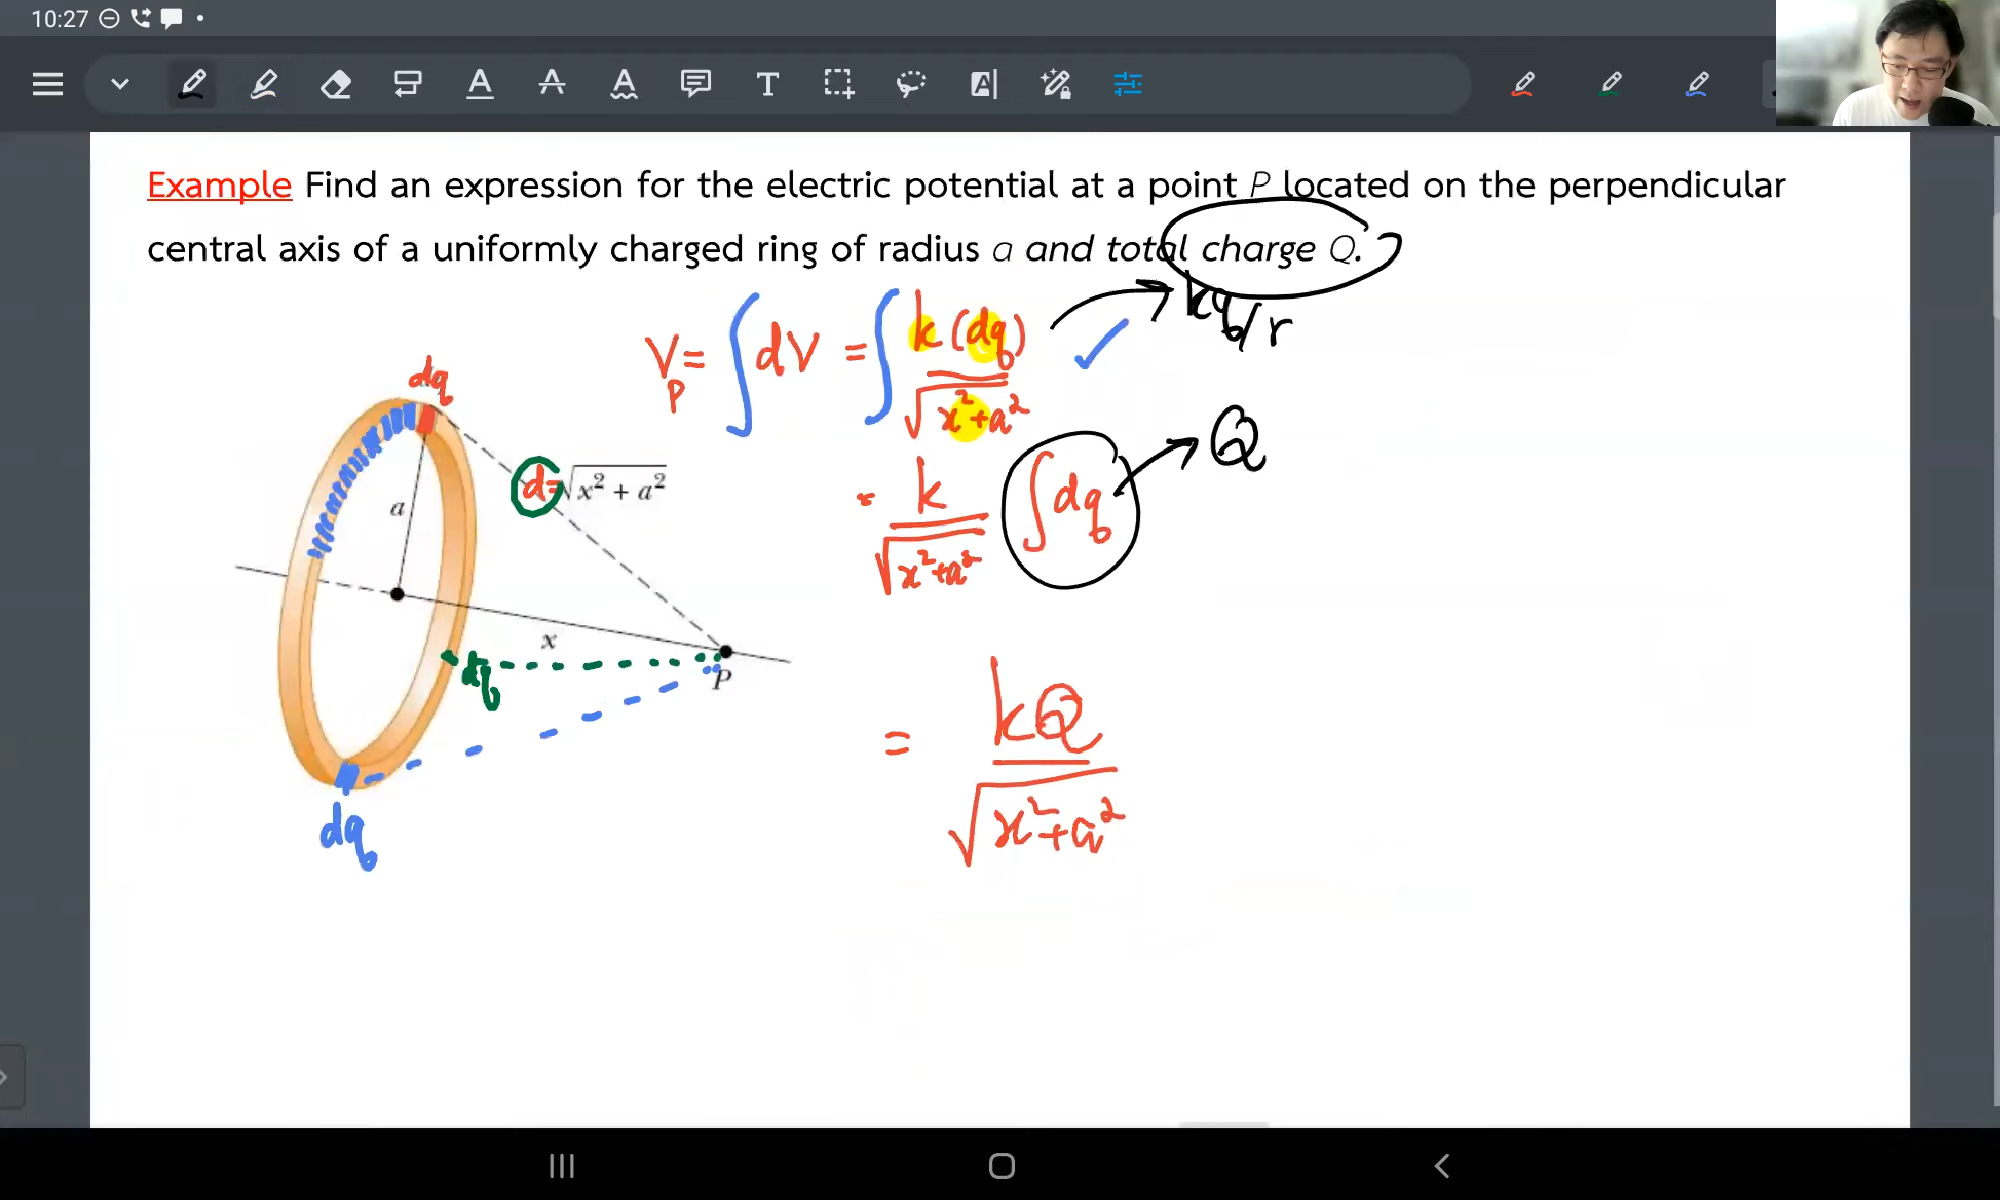 10:27
T
Example Find an expression for the electric potential at a point P located on the perpendicular
central axis of a uniformly charged ring of radius a and total charge Q.
V_P = ∫ dV = ∫ k(dq) / √x²+a² → kq/r
dq
d=√x² + a²
a
= k / √x²+a² ∫dq → Q
x
dq
P
= kQ / √x²+a²
dq